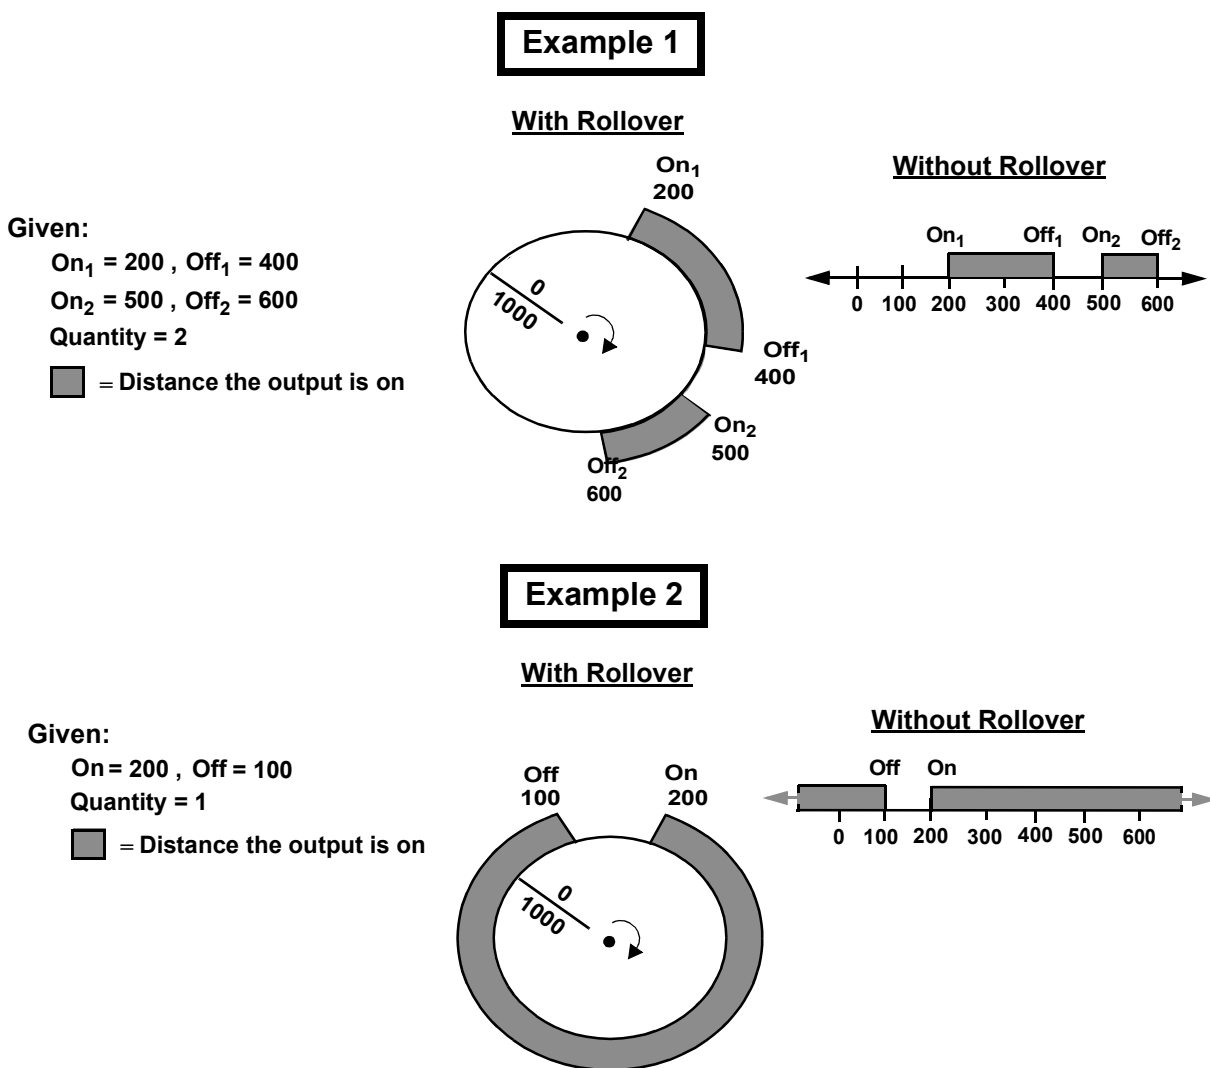 Example 1
With Rollover
Without Rollover
Given:
On1 = 200 , Off1 = 400
On2 = 500 , Off2 = 600
Quantity = 2
= Distance the output is on
On1
200
0
1000
Off1
400
On2
500
Off2
600
On1 Off1 On2 Off2
0 100 200 300 400 500 600
Example 2
With Rollover
Without Rollover
Given:
On = 200 , Off = 100
Quantity = 1
= Distance the output is on
Off
100
On
200
0
1000
Off On
0 100 200 300 400 500 600